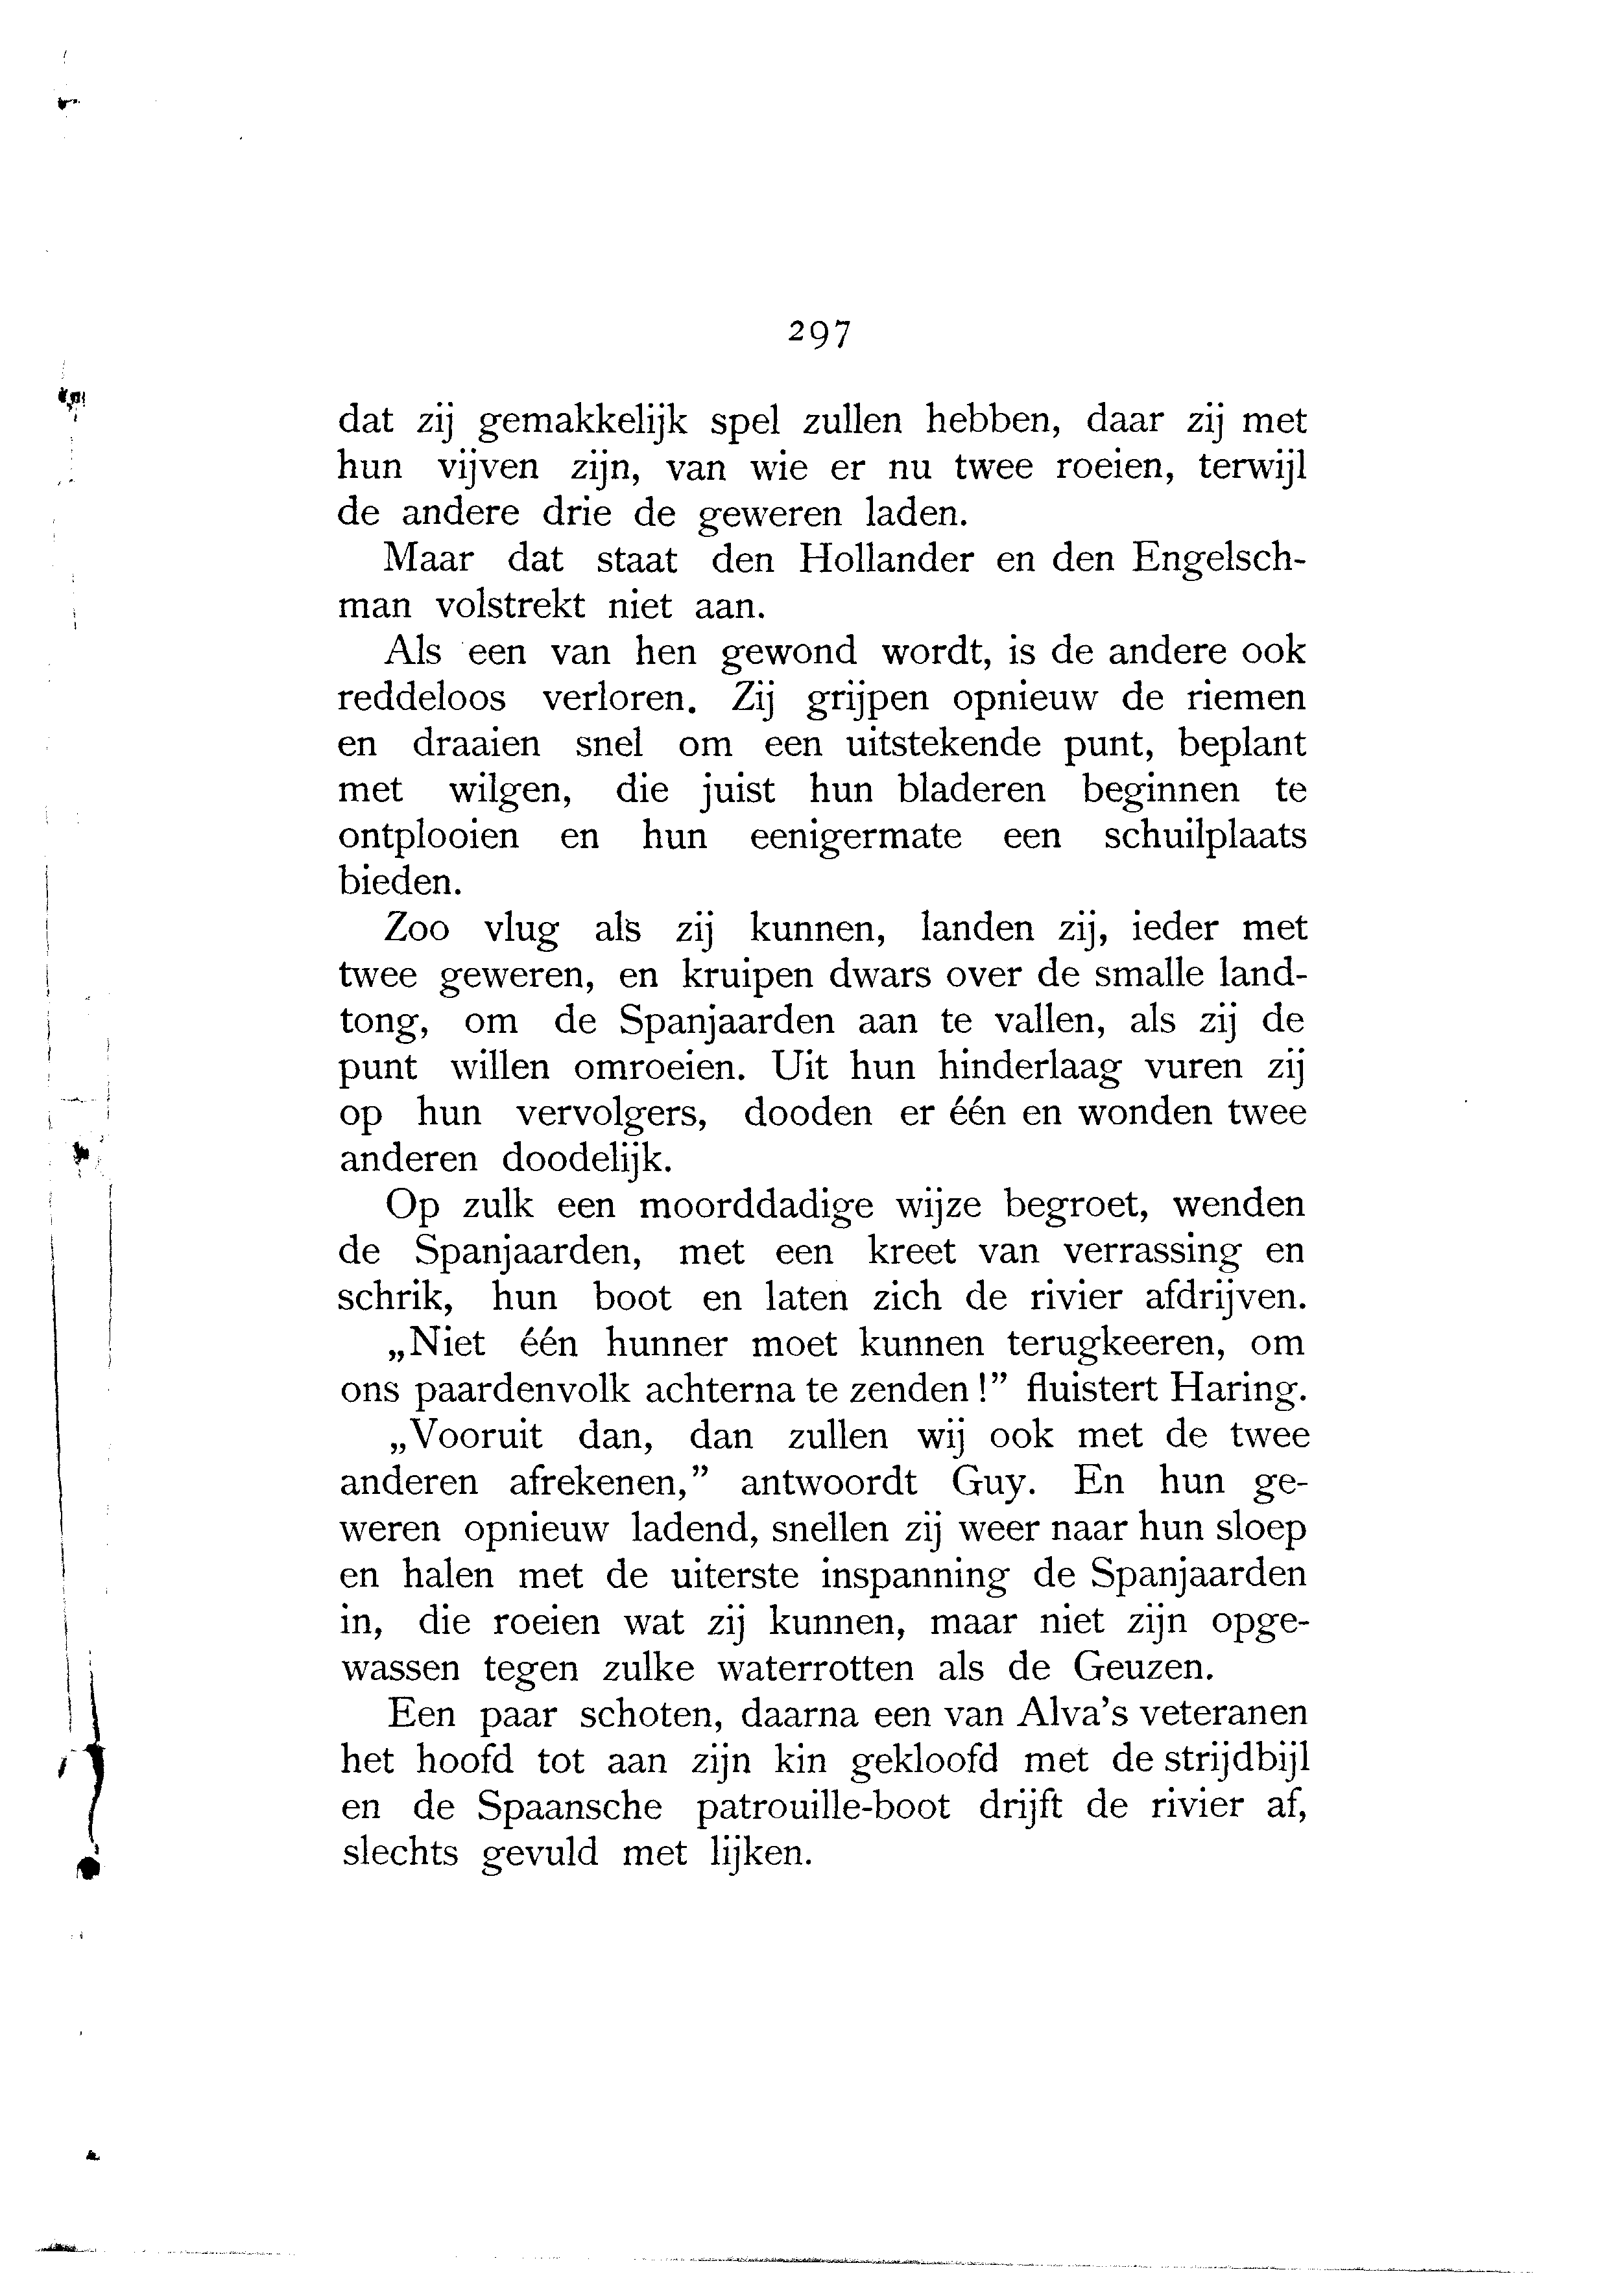 297
dat zij gemakkelijk spel zullen hebben, daar zij met
hun vijven zijn, van wie er nu twee roeien, terwijl
de andere drie de geweren laden.
Maar dat staat den Hollander en den Engelsch-
man volstrekt niet aan.
Als een van hen gewond wordt, is de andere ook
reddeloos verloren. Zij grijpen opnieuw de riemen
en draaien snel om een uitstekende punt, beplant
met wilgen, die juist hun bladeren beginnen te
ontplooien en hun eenigermate een schuilplaats
bieden.
Zoo vlug als zij kunnen, landen zij, ieder met
twee geweren, en kruipen dwars over de smalle land-
tong, om de Spanjaarden aan te vallen, als zij de
punt willen omroeien. Uit hun hinderlaag vuren zij
op hun vervolgers, dooden er één en wonden twee
anderen doodelijk.
Op zulk een moorddadige wijze begroet, wenden
de Spanjaarden, met een kreet van verrassing en
schrik, hun boot en laten zich de rivier afdrijven.
„Niet één hunner moet kunnen terugkeeren, om
ons paardenvolk achterna te zenden!” fluistert Haring.
„Vooruit dan, dan zullen wij ook met de twee
anderen afrekenen,” antwoordt Guy. En hun ge-
weren opnieuw ladend, snellen zij weer naar hun sloep
en halen met de uiterste inspanning de Spanjaarden
in, die roeien wat zij kunnen, maar niet zijn opge-
wassen tegen zulke waterrotten als de Geuzen.
Een paar schoten, daarna een van Alva's veteranen
het hoofd tot aan zijn kin gekloofd met de strijdbijl
en de Spaansche patrouille-boot drijft de rivier af,
slechts gevuld met lijken.